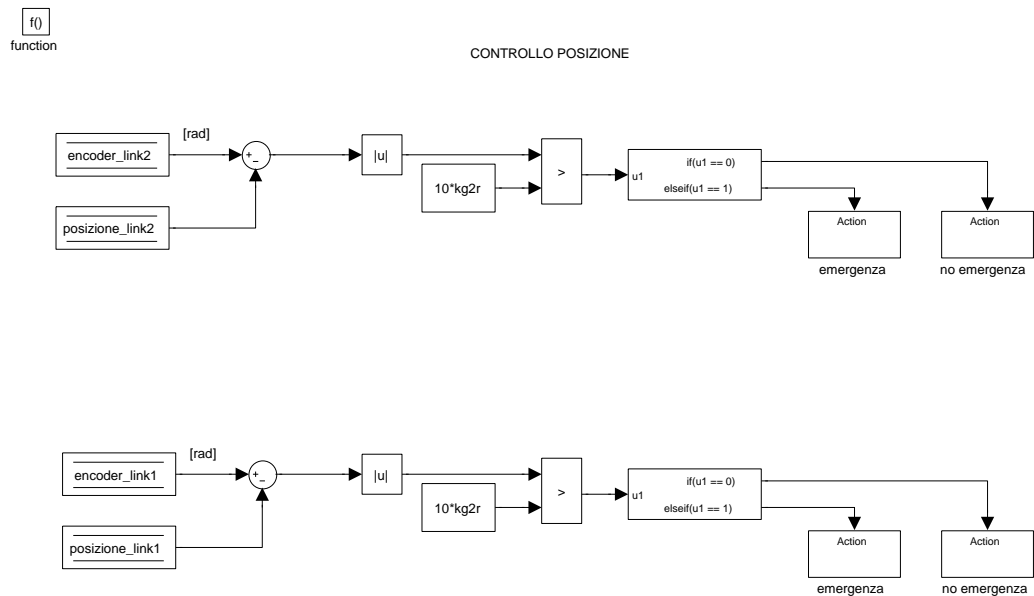 f()
function
CONTROLLO POSIZIONE
[rad]
encoder_link2
+
−
|u|
10*kg2r
>
u1
if(u1 == 0)
elseif(u1 == 1)
posizione_link2
Action
emergenza
Action
no emergenza
[rad]
encoder_link1
+
−
|u|
10*kg2r
>
u1
if(u1 == 0)
elseif(u1 == 1)
posizione_link1
Action
emergenza
Action
no emergenza